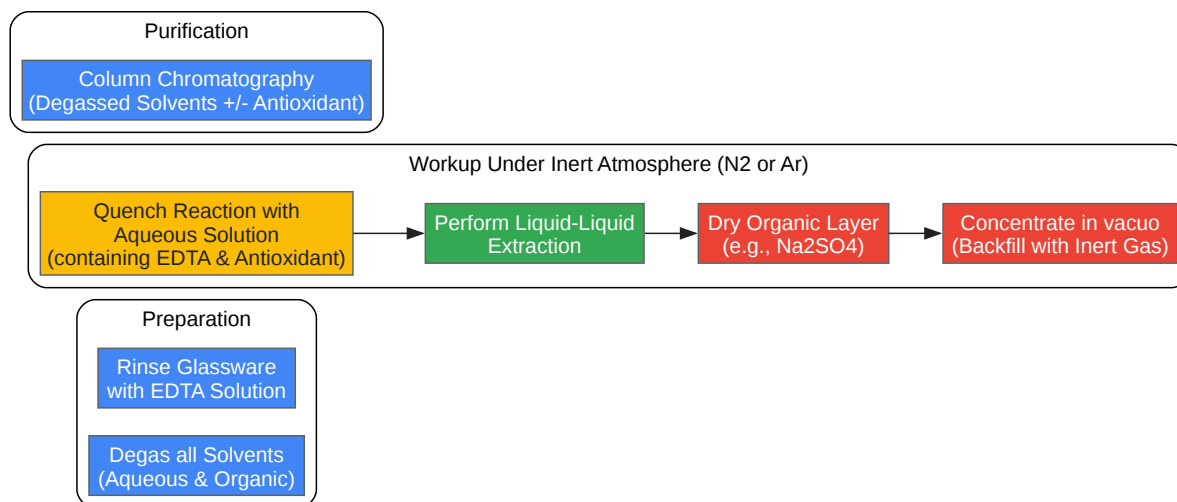 Purification
Column Chromatography
(Degassed Solvents +/- Antioxidant)
Workup Under Inert Atmosphere (N2 or Ar)
Quench Reaction with
Aqueous Solution
(containing EDTA & Antioxidant)
Perform Liquid-Liquid
Extraction
Dry Organic Layer
(e.g., Na2SO4)
Concentrate in vacuo
(Backfill with Inert Gas)
Preparation
Rinse Glassware
with EDTA Solution
Degas all Solvents
(Aqueous & Organic)